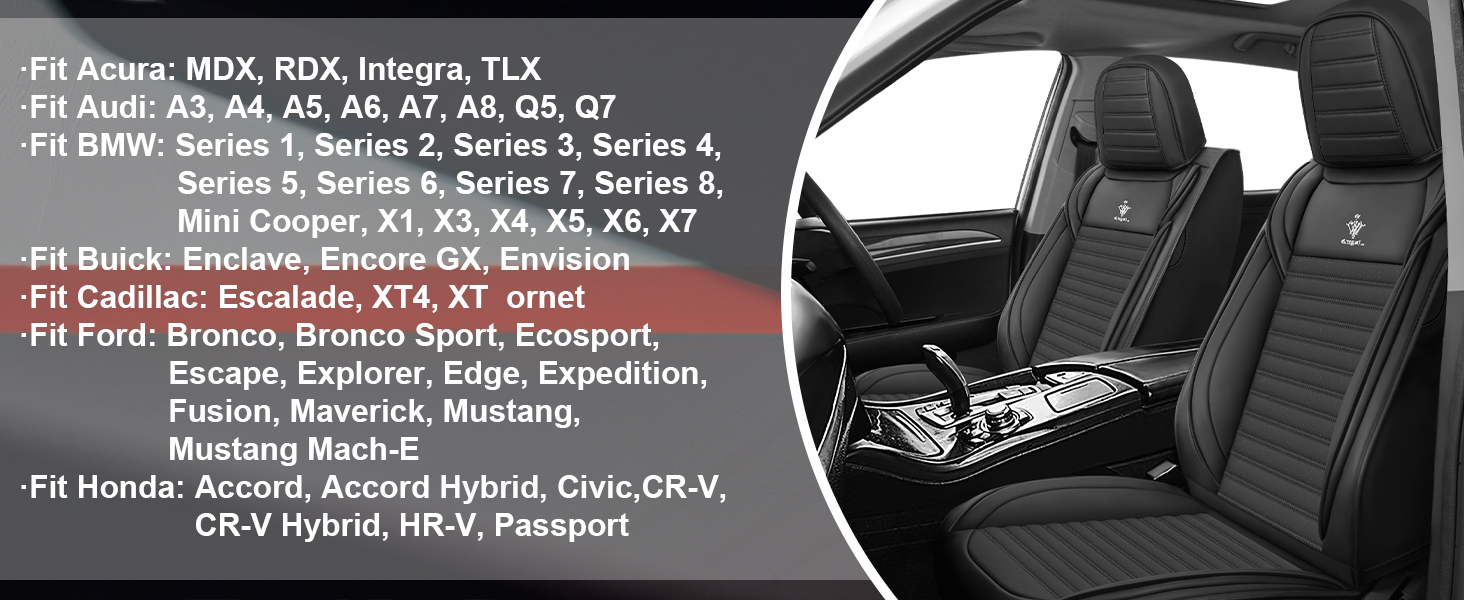 ·Fit Acura: MDX, RDX, Integra, TLX
·Fit Audi: A3, A4, A5, A6, A7, A8, Q5, Q7
·Fit BMW: Series 1, Series 2, Series 3, Series 4,
Series 5, Series 6, Series 7, Series 8,
Mini Cooper, X1, X3, X4, X5, X6, X7
·Fit Buick: Enclave, Encore GX, Envision
·Fit Cadillac: Escalade, XT4, XT ornet
·Fit Ford: Bronco, Bronco Sport, Ecosport,
Escape, Explorer, Edge, Expedition,
Fusion, Maverick, Mustang,
Mustang Mach-E
·Fit Honda: Accord, Accord Hybrid, Civic,CR-V,
CR-V Hybrid, HR-V, Passport